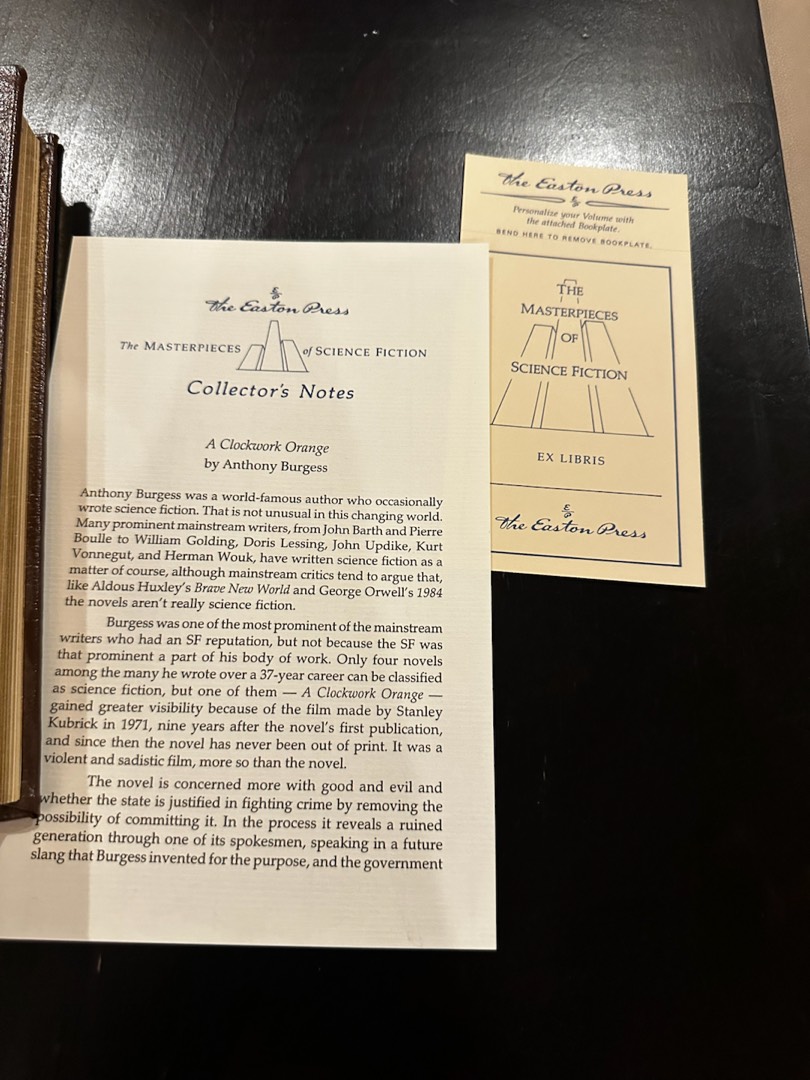 The Easton Press
The MASTERPIECES of SCIENCE FICTION
Collector's Notes
A Clockwork Orange
by Anthony Burgess
Anthony Burgess was a world-famous author who occasionally
wrote science fiction. That is not unusual in this changing world.
Many prominent mainstream writers, from John Barth and Pierre
Boulle to William Golding, Doris Lessing, John Updike, Kurt
Vonnegut, and Herman Wouk, have written science fiction as a
matter of course, although mainstream critics tend to argue that,
like Aldous Huxley's Brave New World and George Orwell's 1984
the novels aren't really science fiction.
Burgess was one of the most prominent of the mainstream
writers who had an SF reputation, but not because the SF was
that prominent a part of his body of work. Only four novels
among the many he wrote over a 37-year career can be classified
as science fiction, but one of them — A Clockwork Orange —
gained greater visibility because of the film made by Stanley
Kubrick in 1971, nine years after the novel's first publication,
and since then the novel has never been out of print. It was a
violent and sadistic film, more so than the novel.
The novel is concerned more with good and evil and
whether the state is justified in fighting crime by removing the
possibility of committing it. In the process it reveals a ruined
generation through one of its spokesmen, speaking in a future
slang that Burgess invented for the purpose, and the government
The Easton Press
Personalize your Volume with
the attached Bookplate.
BEND HERE TO REMOVE BOOKPLATE.
THE
MASTERPIECES
OF
SCIENCE FICTION
EX LIBRIS
The Easton Press